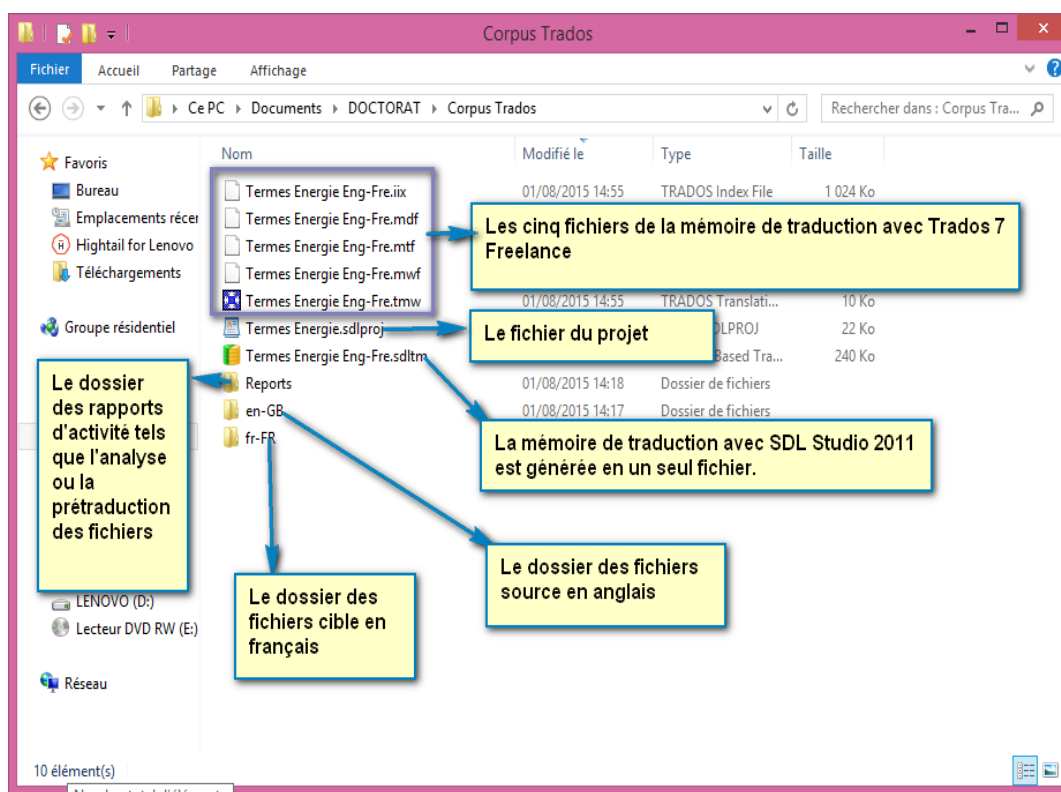 Corpus Trados
Fichier Accueil Partage Affichage
Ce PC Documents DOCTORAT Corpus Trados
Rechercher dans : Corpus Tra...
Nom Modifié le Type Taille
Favoris
Bureau
Emplacements récer
Hightail for Lenovo
Téléchargements
Groupe résidentiel
LENOVO (D:)
Lecteur DVD RW (E:)
Réseau
Termes Energie Eng-Fre.iix 01/08/2015 14:55 TRADOS Index File 1 024 Ko
Termes Energie Eng-Fre.mdf
Termes Energie Eng-Fre.mtf
Termes Energie Eng-Fre.mwf
Termes Energie Eng-Fre.tmw 01/08/2015 14:55 TRADOS Translati... 10 Ko
Termes Energie.sdlproj DLPROJ 22 Ko
Termes Energie Eng-Fre.sdltm Based Tra... 240 Ko
Reports 01/08/2015 14:18 Dossier de fichiers
en-GB 01/08/2015 14:17 Dossier de fichiers
fr-FR
Les cinq fichiers de la mémoire de traduction avec Trados 7
Freelance
Le fichier du projet
La mémoire de traduction avec SDL Studio 2011
est générée en un seul fichier.
Le dossier
des rapports
d'activité tels
que l'analyse
ou la
prétraduction
des fichiers
Le dossier des fichiers
source en anglais
Le dossier des
fichiers cible en
français
10 élément(s)